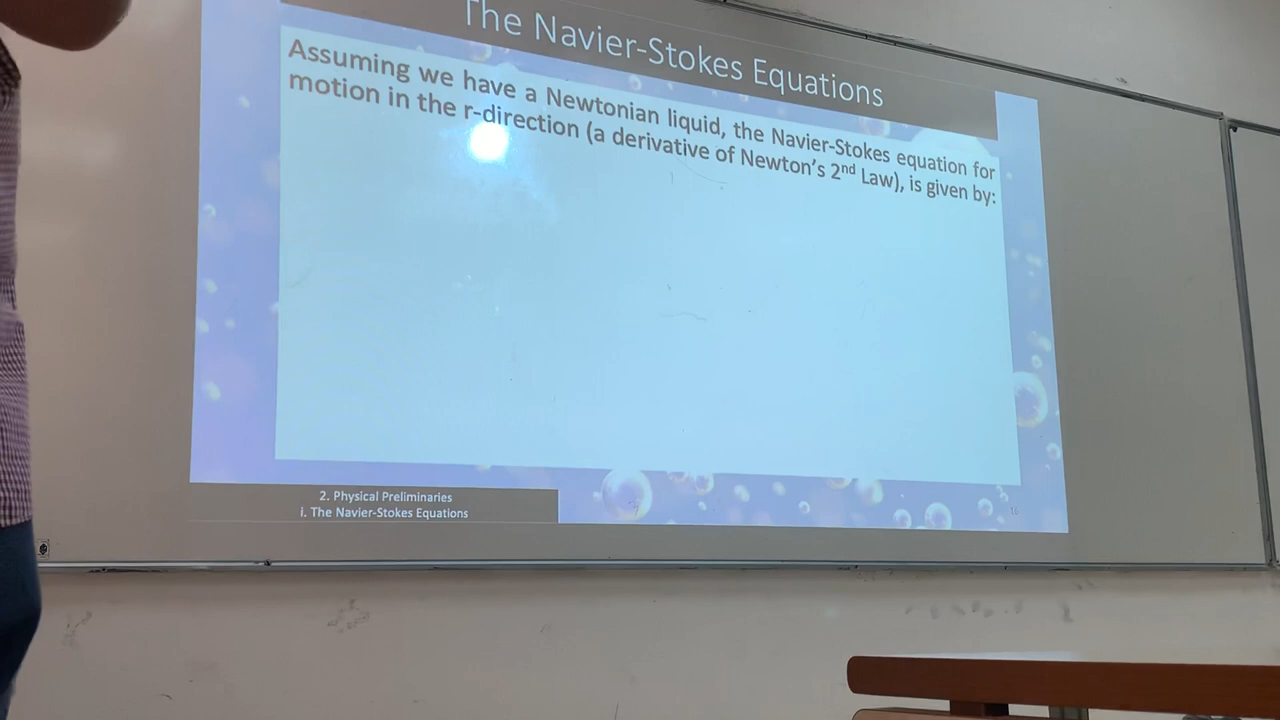 The Navier-Stokes Equations
Assuming we have a Newtonian liquid, the Navier-Stokes equation for
motion in the r-direction (a derivative of Newton's 2nd Law), is given by:
2. Physical Preliminaries
i. The Navier-Stokes Equations
16